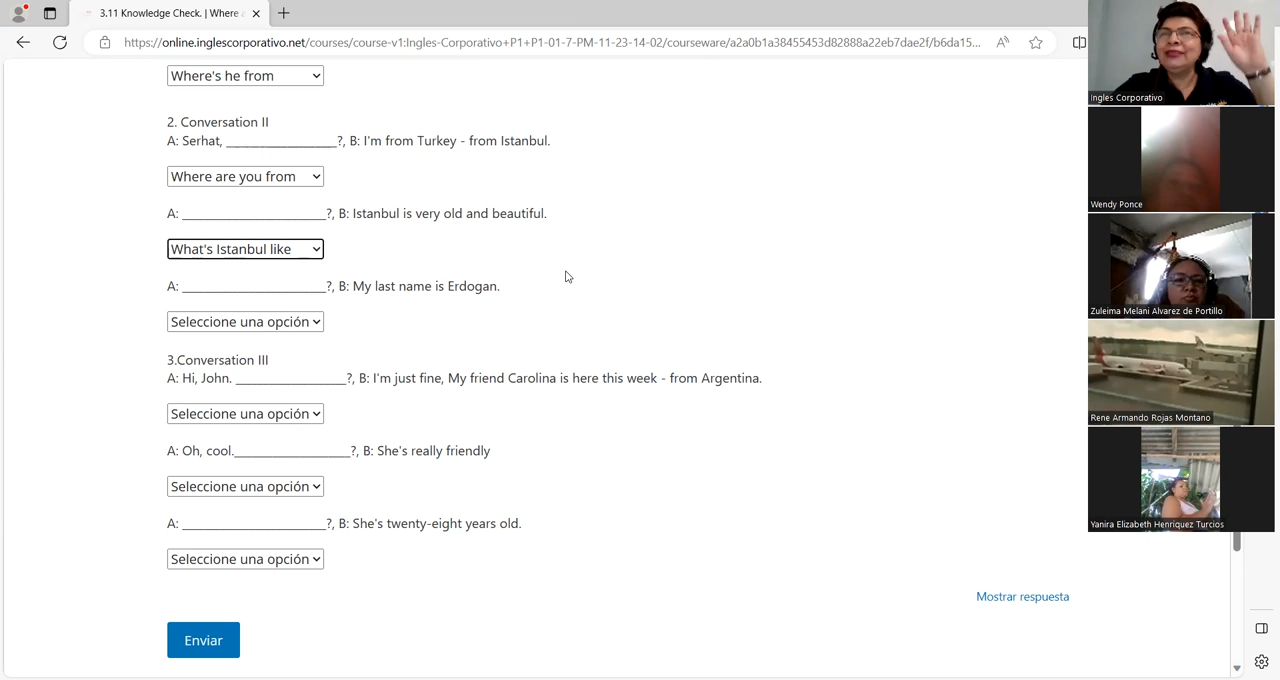 3.11 Knowledge Check. | Where
https://online.inglescorporativo.net/courses/course-v1:Ingles-Corporativo+P1+P1-01-7-PM-11-23-14-02/courseware/a2a0b1a38455453d82888a22eb7dae2f/b6da15...
Where's he from
2. Conversation II
A: Serhat, _________________?, B: I'm from Turkey - from Istanbul.
Where are you from
A: ______________________?, B: Istanbul is very old and beautiful.
What's Istanbul like
A: ______________________?, B: My last name is Erdogan.
Seleccione una opción
3.Conversation III
A: Hi, John. _________________?, B: I'm just fine, My friend Carolina is here this week - from Argentina.
Seleccione una opción
A: Oh, cool.__________________?, B: She's really friendly
Seleccione una opción
A: ______________________?, B: She's twenty-eight years old.
Seleccione una opción
Mostrar respuesta
Enviar
Ingles Corporativo
Wendy Ponce
Zuleima Melani Alvarez de Portillo
Rene Armando Rojas Montano
Yanira Elizabeth Henriquez Turcios